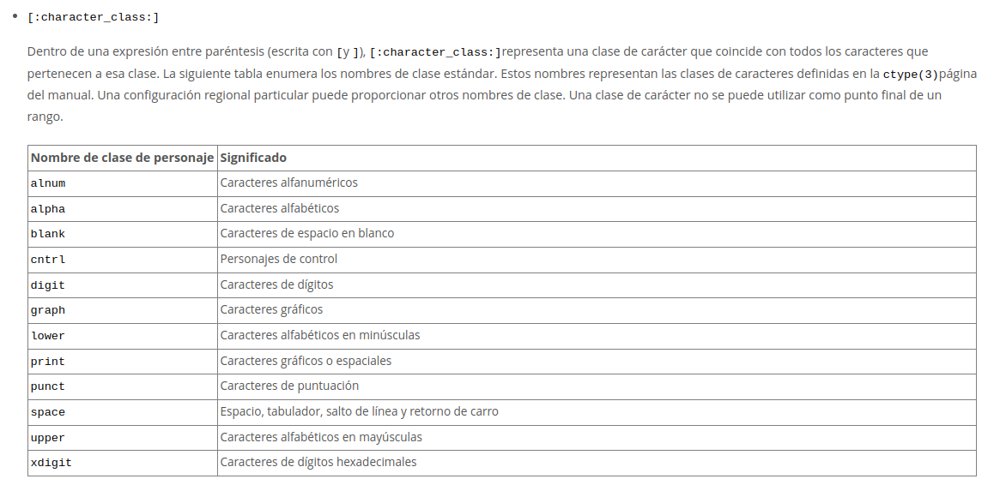 [:character_class:]
Dentro de una expresión entre paréntesis (escrita con [y ]), [:character_class:]representa una clase de carácter que coincide con todos los caracteres que
pertenecen a esa clase. La siguiente tabla enumera los nombres de clase estándar. Estos nombres representan las clases de caracteres definidas en la ctype(3)página
del manual. Una configuración regional particular puede proporcionar otros nombres de clase. Una clase de carácter no se puede utilizar como punto final de un
rango.
Nombre de clase de personaje Significado
alnum Caracteres alfanuméricos
alpha Caracteres alfabéticos
blank Caracteres de espacio en blanco
cntrl Personajes de control
digit Caracteres de dígitos
graph Caracteres gráficos
lower Caracteres alfabéticos en minúsculas
print Caracteres gráficos o espaciales
punct Caracteres de puntuación
space Espacio, tabulador, salto de línea y retorno de carro
upper Caracteres alfabéticos en mayúsculas
xdigit Caracteres de dígitos hexadecimales